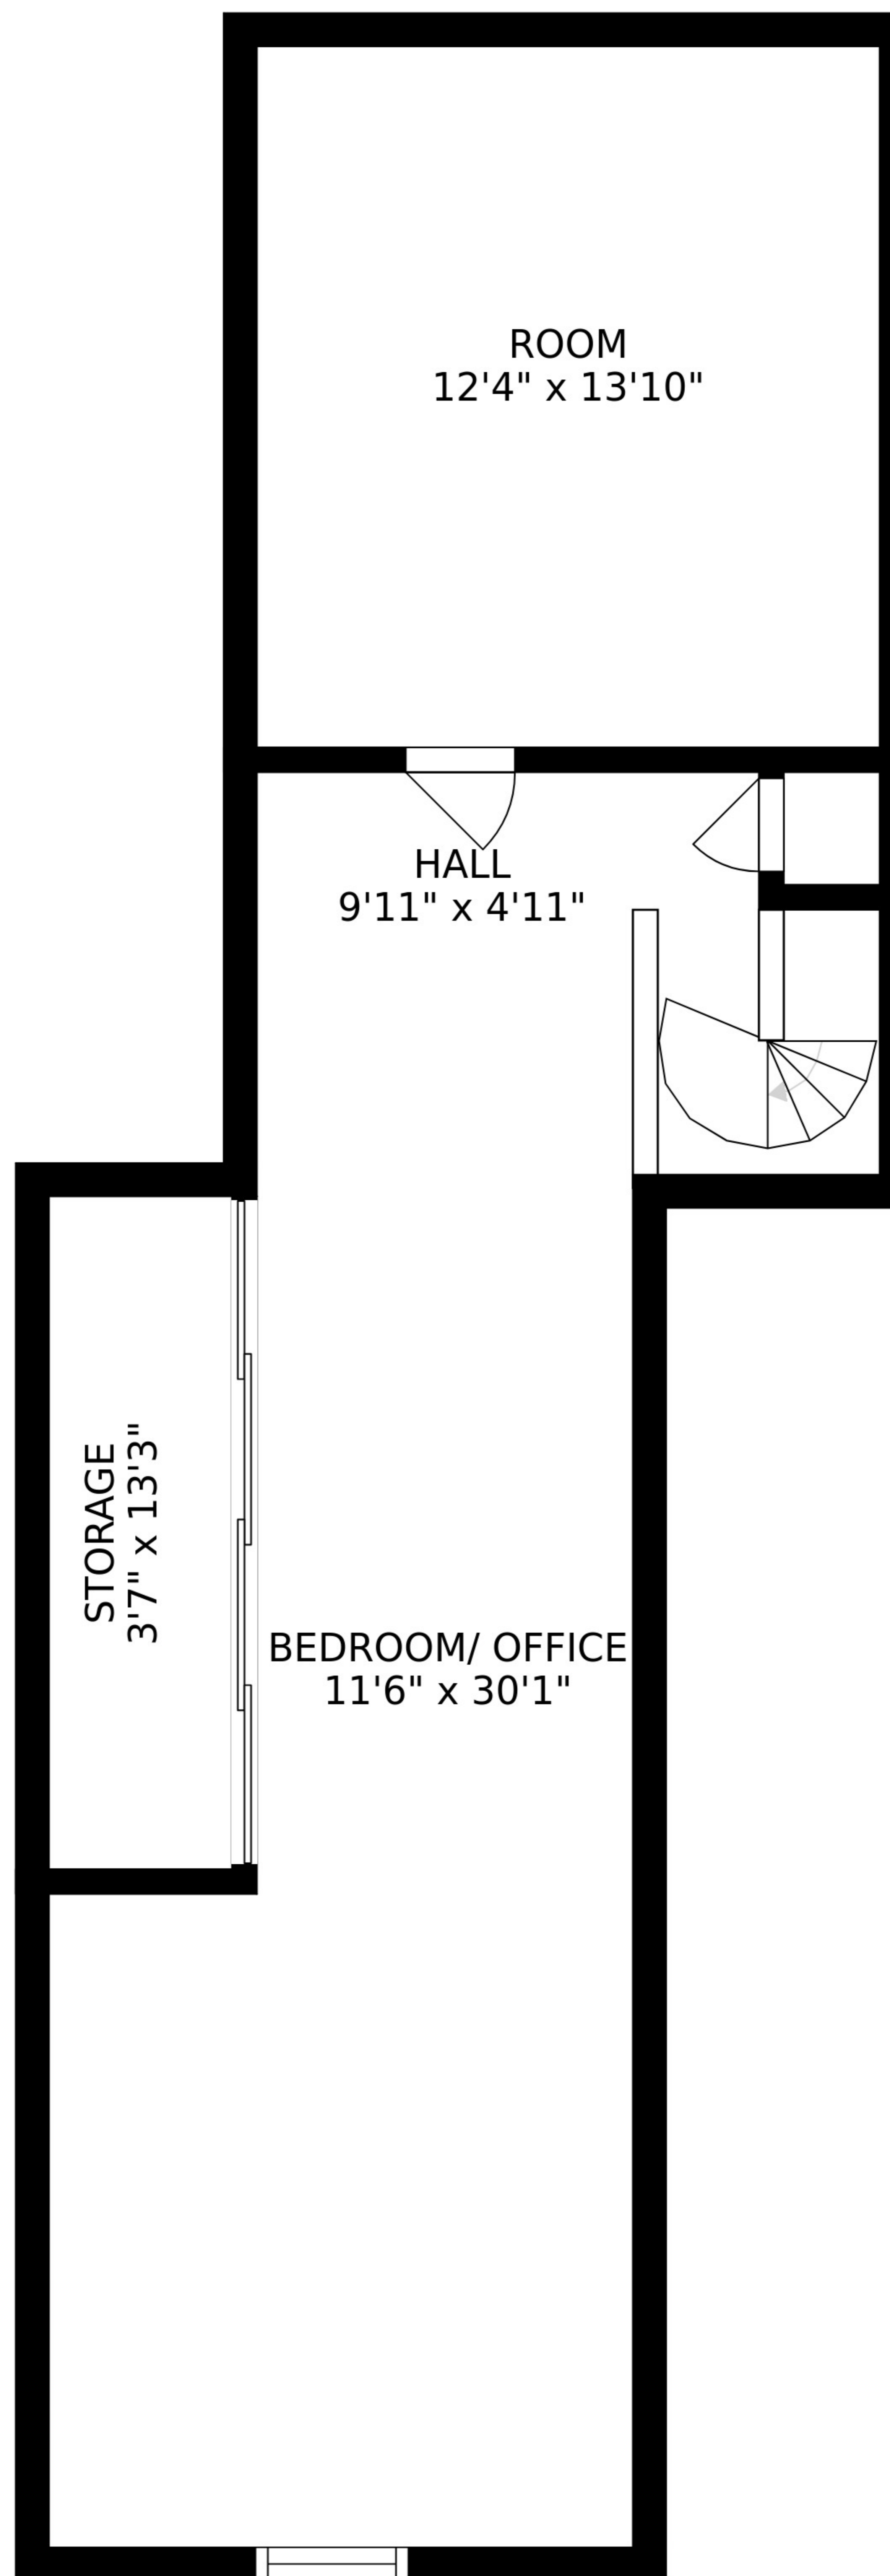 ROOM
12'4" x 13'10"
HALL
9'11" x 4'11"
STORAGE
3'7" x 13'3"
BEDROOM/ OFFICE
11'6" x 30'1"